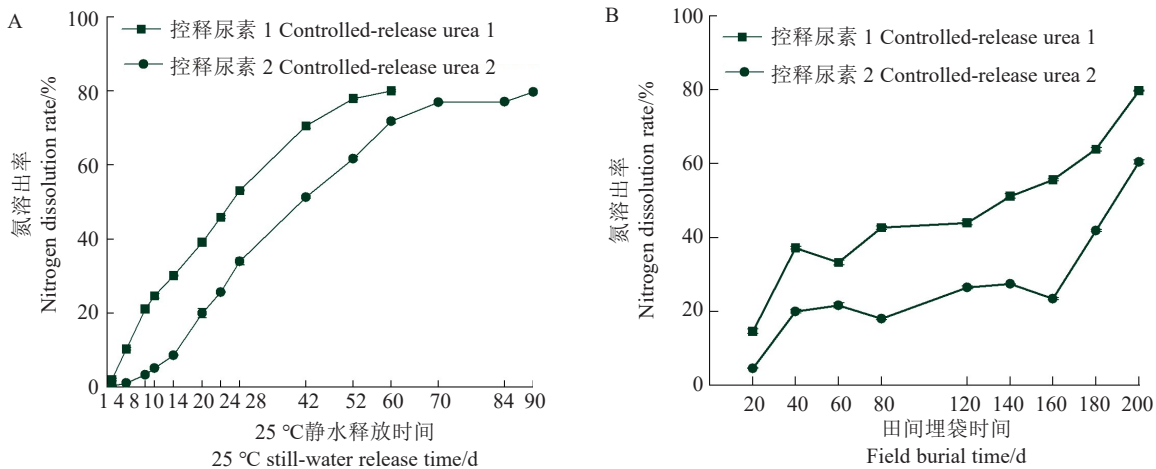 A
100
80
60
40
20
0
氮溶出率
Nitrogen dissolution rate/%
控释尿素 1 Controlled-release urea 1
控释尿素 2 Controlled-release urea 2
1 4 8 10 14 20 24 28 42 52 60 70 84 90
25 °C静水释放时间
25 °C still-water release time/d
B
100
80
60
40
20
0
氮溶出率
Nitrogen dissolution rate/%
控释尿素 1 Controlled-release urea 1
控释尿素 2 Controlled-release urea 2
20 40 60 80 120 140 160 180 200
田间埋袋时间
Field burial time/d